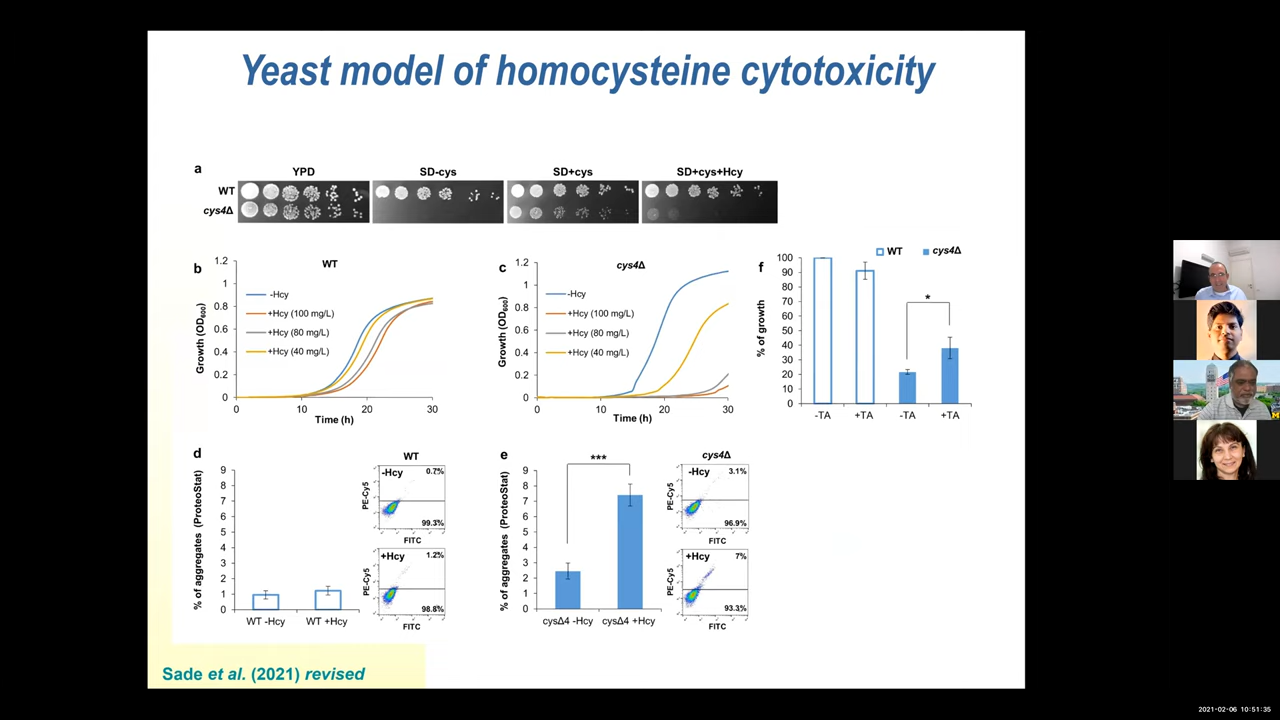 Yeast model of homocysteine cytotoxicity
a
YPD
SD-cys
SD+cys
SD+cys+Hcy
WT
cys4Δ
b
WT
Growth (OD600)
1.2
1
0.8
0.6
0.4
0.2
0
-Hcy
+Hcy (100 mg/L)
+Hcy (80 mg/L)
+Hcy (40 mg/L)
0
10
20
30
Time (h)
c
cys4Δ
Growth (OD600)
1.2
1
0.8
0.6
0.4
0.2
0
-Hcy
+Hcy (100 mg/L)
+Hcy (80 mg/L)
+Hcy (40 mg/L)
0
10
20
30
Time (h)
f
WT
cys4Δ
% of growth
100
90
80
70
60
50
40
30
20
10
0
*
-TA
+TA
-TA
+TA
d
% of aggregates (ProteoStat)
9
8
7
6
5
4
3
2
1
0
WT -Hcy
WT +Hcy
WT
-Hcy
0.7%
PE-Cy5
99.3%
FITC
+Hcy
1.2%
PE-Cy5
98.8%
FITC
e
% of aggregates (ProteoStat)
9
8
7
6
5
4
3
2
1
0
***
cysΔ4 -Hcy
cysΔ4 +Hcy
cys4Δ
-Hcy
3.1%
PE-Cy5
96.9%
FITC
+Hcy
7%
PE-Cy5
93.3%
FITC
Sade et al. (2021) revised
M
2021-02-06 10:51:35